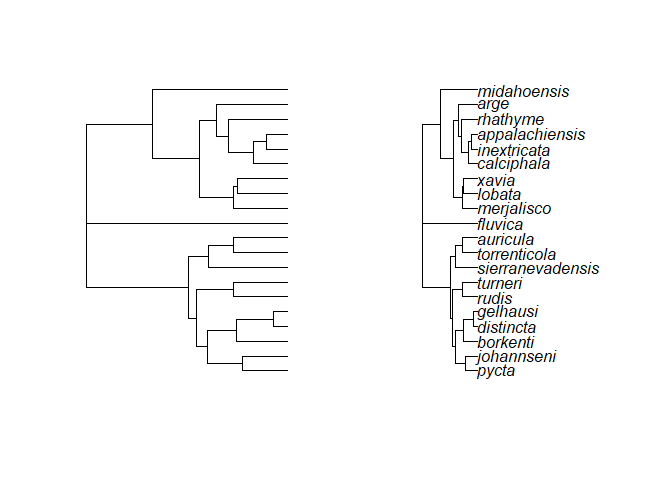 midahoensis
arge
rhathyme
appalachiensis
inextricata
calciphala
xavia
lobata
merjalisco
fluvica
auricula
torrenticola
sierranevadensis
turneri
rudis
gelhausi
distincta
borkenti
johannseni
pycta